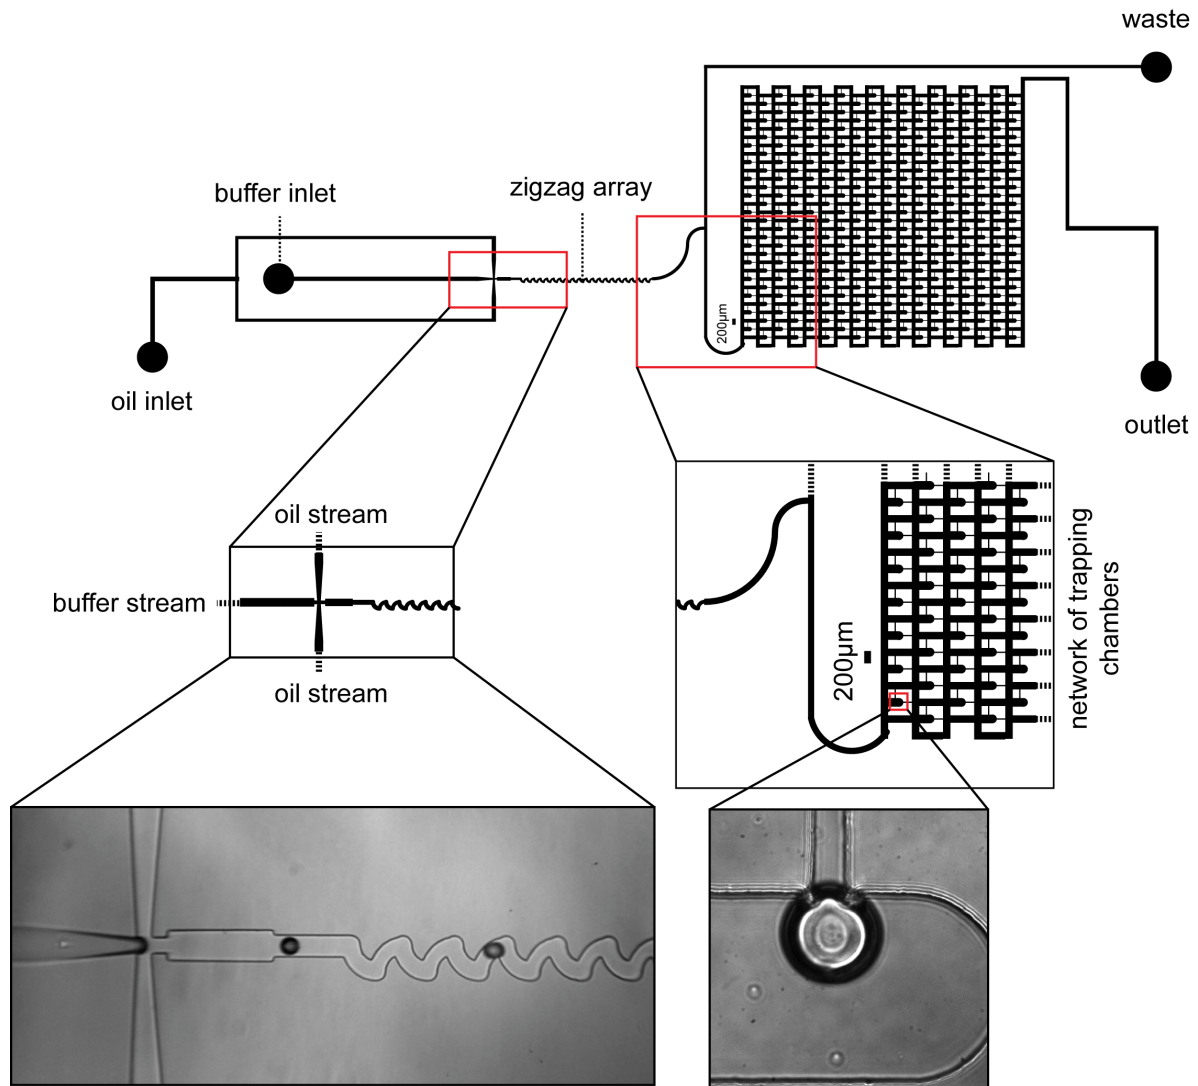 waste
buffer inlet
zigzag array
200µm
oil inlet
outlet
oil stream
buffer stream
oil stream
200µm
network of trapping
chambers